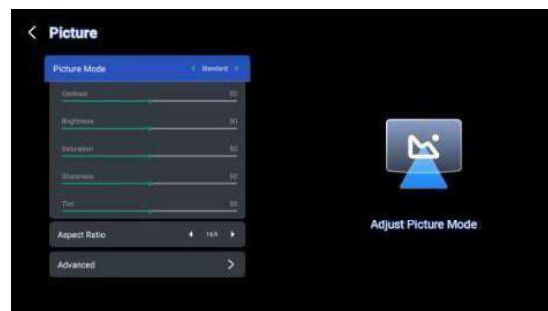 Picture
Picture Mode Standard
Contrast 50
Brightness 50
Saturation 50
Sharpness 50
Tint 50
Aspect Ratio 16:9
Advanced
Adjust Picture Mode